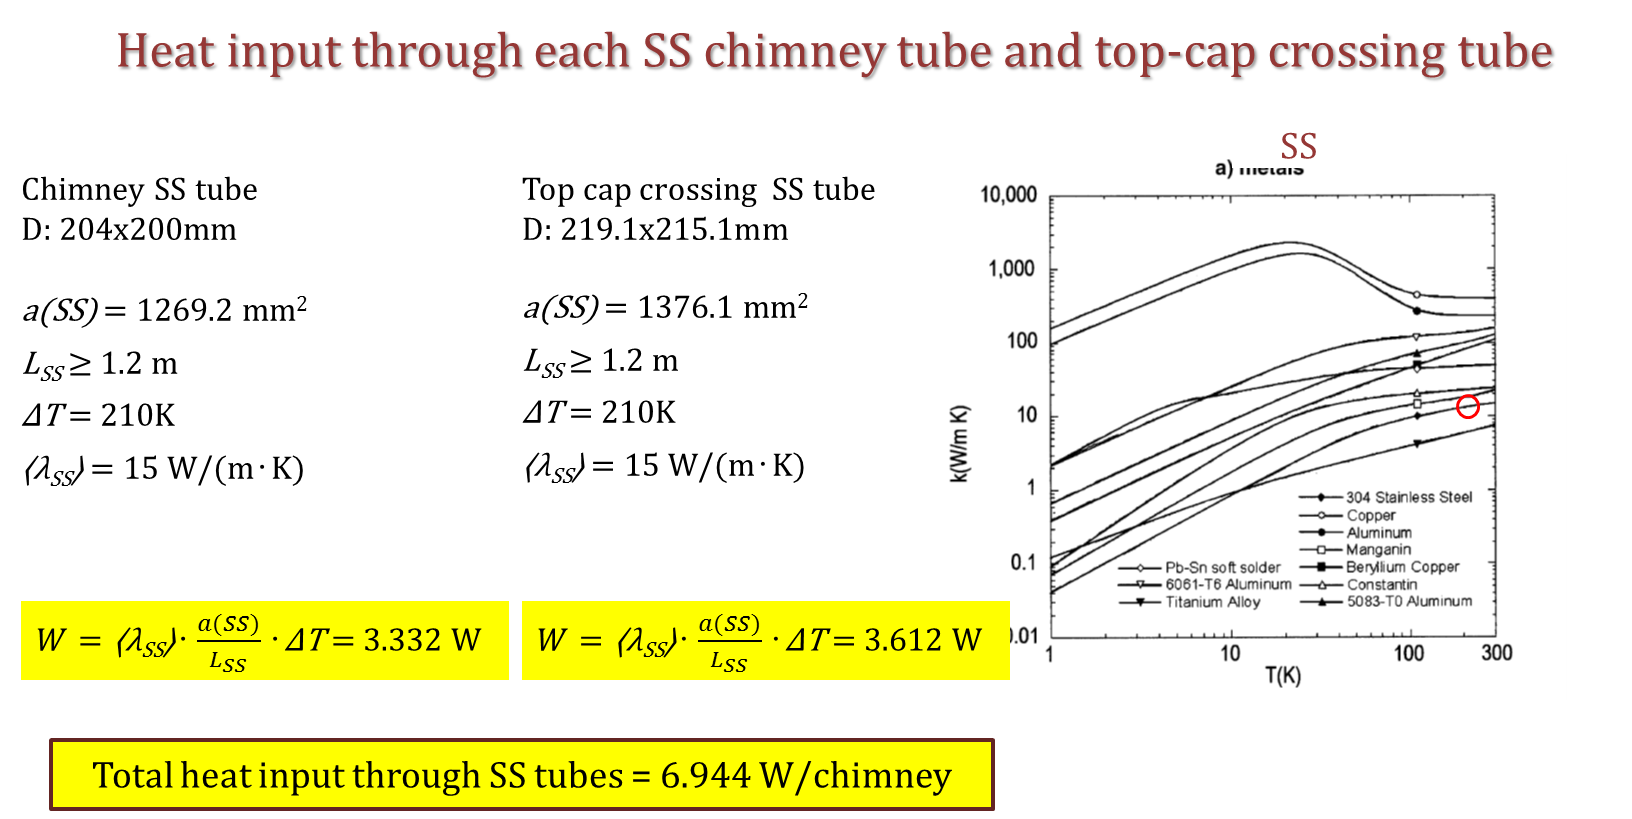 Heat input through each SS chimney tube and top-cap crossing tube
Chimney SS tube
D: 204x200mm
a(SS) = 1269.2 mm²
L_SS ≥ 1.2 m
ΔT = 210K
⟨λ_SS⟩ = 15 W/(m·K)
W = ⟨λ_SS⟩· a(SS)/L_SS ·ΔT = 3.332 W
Top cap crossing SS tube
D: 219.1x215.1mm
a(SS) = 1376.1 mm²
L_SS ≥ 1.2 m
ΔT = 210K
⟨λ_SS⟩ = 15 W/(m·K)
W = ⟨λ_SS⟩· a(SS)/L_SS ·ΔT = 3.612 W
Total heat input through SS tubes = 6.944 W/chimney
SS
a) metals
k(W/m K)
10,000
1,000
100
10
1
0.1
0.01
304 Stainless Steel
Copper
Aluminum
Manganin
Pb-Sn soft solder
Beryllium Copper
6061-T6 Aluminum
Constantin
Titanium Alloy
5083-T0 Aluminum
1 10 100 300
T(K)